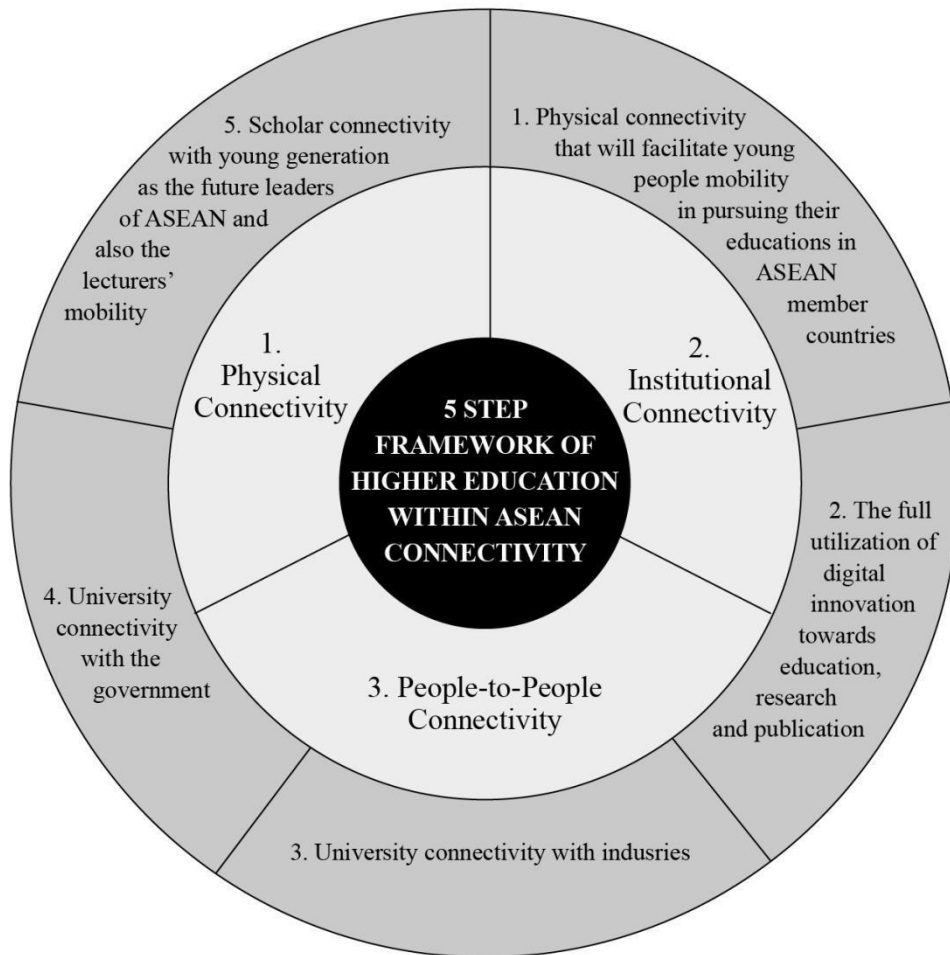 5 STEP
FRAMEWORK OF
HIGHER EDUCATION
WITHIN ASEAN
CONNECTIVITY
1.
Physical
Connectivity
2.
Institutional
Connectivity
3. People-to-People
Connectivity
1. Physical connectivity
that will facilitate young
people mobility
in pursuing their
educations in
ASEAN
member
countries
2. The full
utilization of
digital
innovation
towards
education,
research
and publication
3. University connectivity with indusries
4. University
connectivity
with the
government
5. Scholar connectivity
with young generation
as the future leaders
of ASEAN and
also the
lecturers’
mobility